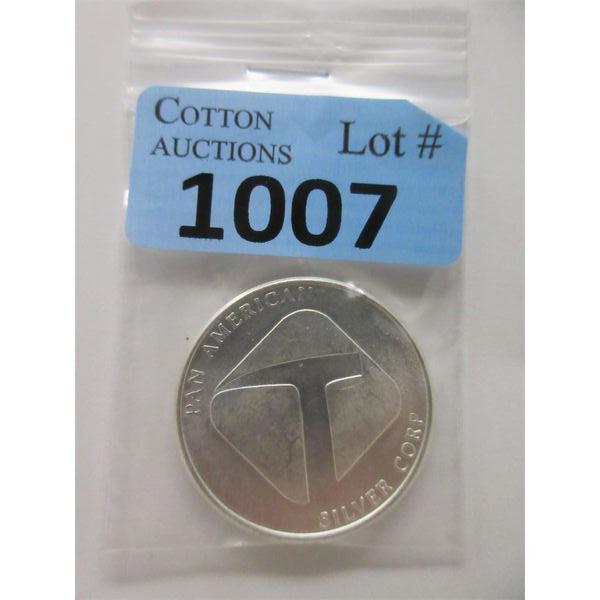 COTTON
AUCTIONS
Lot #
1007
PAN AMERICAN
SILVER CORP